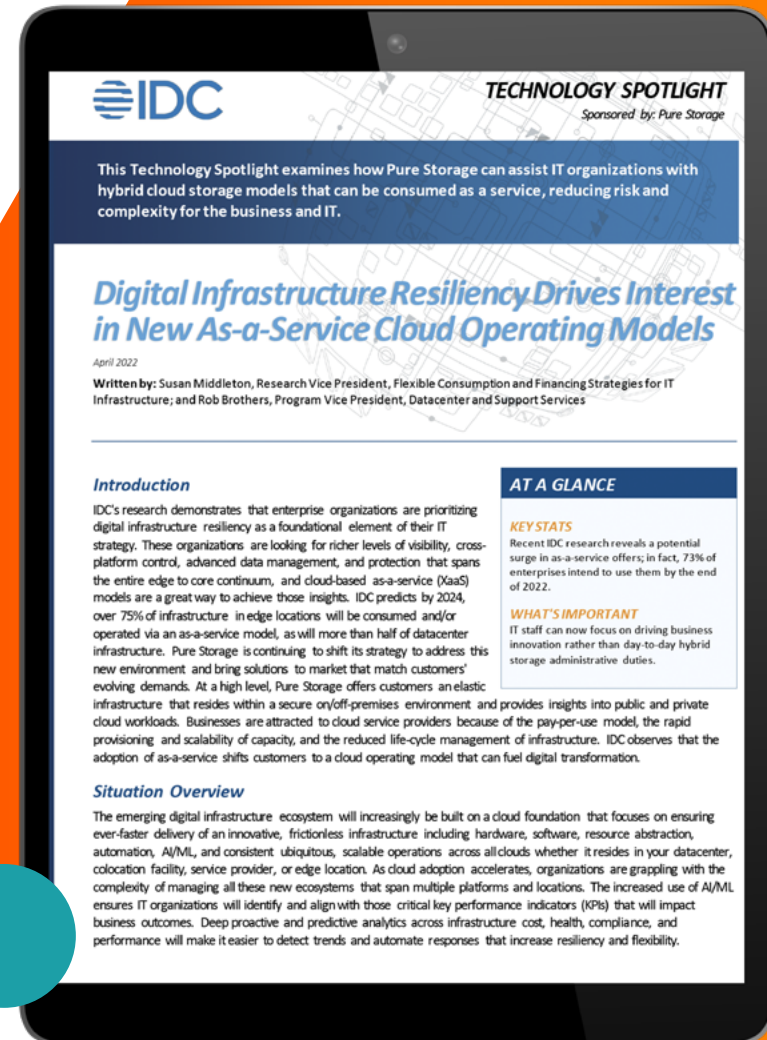 IDC
TECHNOLOGY SPOTLIGHT
Sponsored by: Pure Storage
This Technology Spotlight examines how Pure Storage can assist IT organizations with
hybrid cloud storage models that can be consumed as a service, reducing risk and
complexity for the business and IT.
Digital Infrastructure Resiliency Drives Interest
in New As-a-Service Cloud Operating Models
April 2022
Written by: Susan Middleton, Research Vice President, Flexible Consumption and Financing Strategies for IT
Infrastructure; and Rob Brothers, Program Vice President, Datacenter and Support Services
Introduction
IDC's research demonstrates that enterprise organizations are prioritizing
digital infrastructure resiliency as a foundational element of their IT
strategy. These organizations are looking for richer levels of visibility, cross-
platform control, advanced data management, and protection that spans
the entire edge to core continuum, and cloud-based as-a-service (XaaS)
models are a great way to achieve those insights. IDC predicts by 2024,
over 75% of infrastructure in edge locations will be consumed and/or
operated via an as-a-service model, as will more than half of datacenter
infrastructure. Pure Storage is continuing to shift its strategy to address this
new environment and bring solutions to market that match customers'
evolving demands. At a high level, Pure Storage offers customers an elastic
infrastructure that resides within a secure on/off-premises environment and provides insights into public and private
cloud workloads. Businesses are attracted to cloud service providers because of the pay-per-use model, the rapid
provisioning and scalability of capacity, and the reduced life-cycle management of infrastructure. IDC observes that the
adoption of as-a-service shifts customers to a cloud operating model that can fuel digital transformation.
AT A GLANCE
KEY STATS
Recent IDC research reveals a potential
surge in as-a-service offers; in fact, 73% of
enterprises intend to use them by the end
of 2022.
WHAT'S IMPORTANT
IT staff can now focus on driving business
innovation rather than day-to-day hybrid
storage administrative duties.
Situation Overview
The emerging digital infrastructure ecosystem will increasingly be built on a cloud foundation that focuses on ensuring
ever-faster delivery of an innovative, frictionless infrastructure including hardware, software, resource abstraction,
automation, AI/ML, and consistent ubiquitous, scalable operations across all clouds whether it resides in your datacenter,
colocation facility, service provider, or edge location. As cloud adoption accelerates, organizations are grappling with the
complexity of managing all these new ecosystems that span multiple platforms and locations. The increased use of AI/ML
ensures IT organizations will identify and align with those critical key performance indicators (KPIs) that will impact
business outcomes. Deep proactive and predictive analytics across infrastructure cost, health, compliance, and
performance will make it easier to detect trends and automate responses that increase resiliency and flexibility.